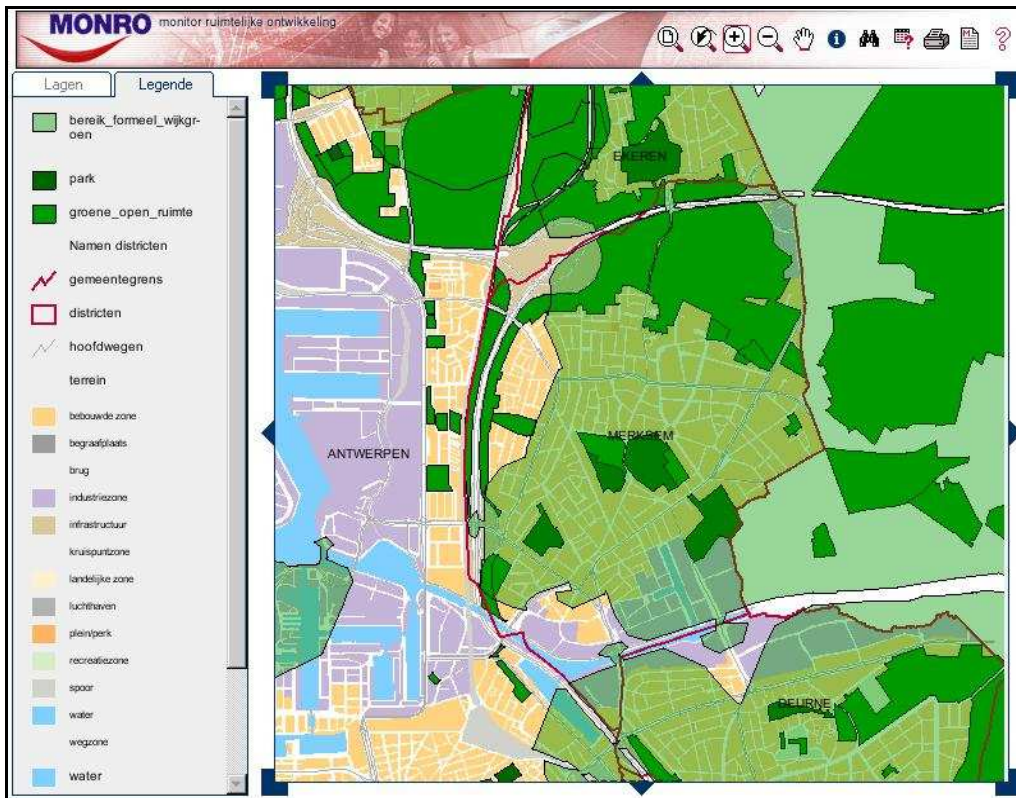 MONRO monitor ruimtelijke ontwikkeling
Lagen Legende
bereik_formeel_wijkgr-
oen
park
groene_open_ruimte
Namen districten
gemeentegrens
districten
hoofdwegen
terrein
bebouwde zone
begraafplaats
brug
industriezone
infrastructuur
kruispuntzone
landelijke zone
luchthaven
plein/perk
recreatiezone
spoor
water
wegzone
water
EKEREN
MERKSEM
ANTWERPEN
DEURNE